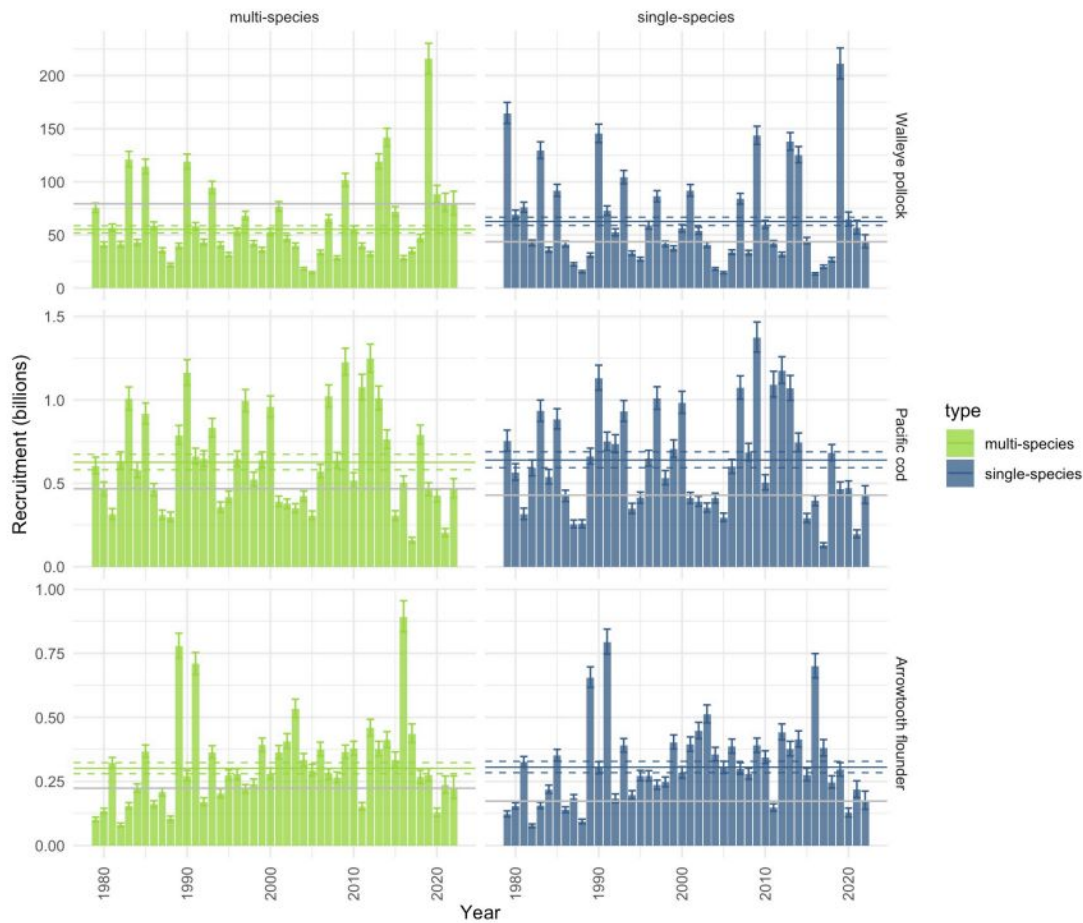 multi-species
single-species
200
150
100
50
0
Walleye pollock
1.5
1.0
0.5
0.0
Pacific cod
1.00
0.75
0.50
0.25
0.00
Arrowtooth flounder
Recruitment (billions)
1980
1990
2000
2010
2020
1980
1990
2000
2010
2020
Year
type
multi-species
single-species